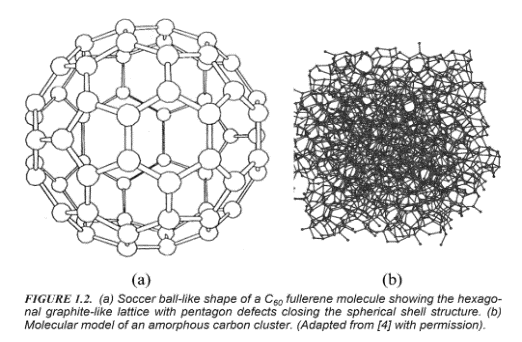 (a) (b)
FIGURE 1.2. (a) Soccer ball-like shape of a C60 fullerene molecule showing the hexago-
nal graphite-like lattice with pentagon defects closing the spherical shell structure. (b)
Molecular model of an amorphous carbon cluster. (Adapted from [4] with permission).